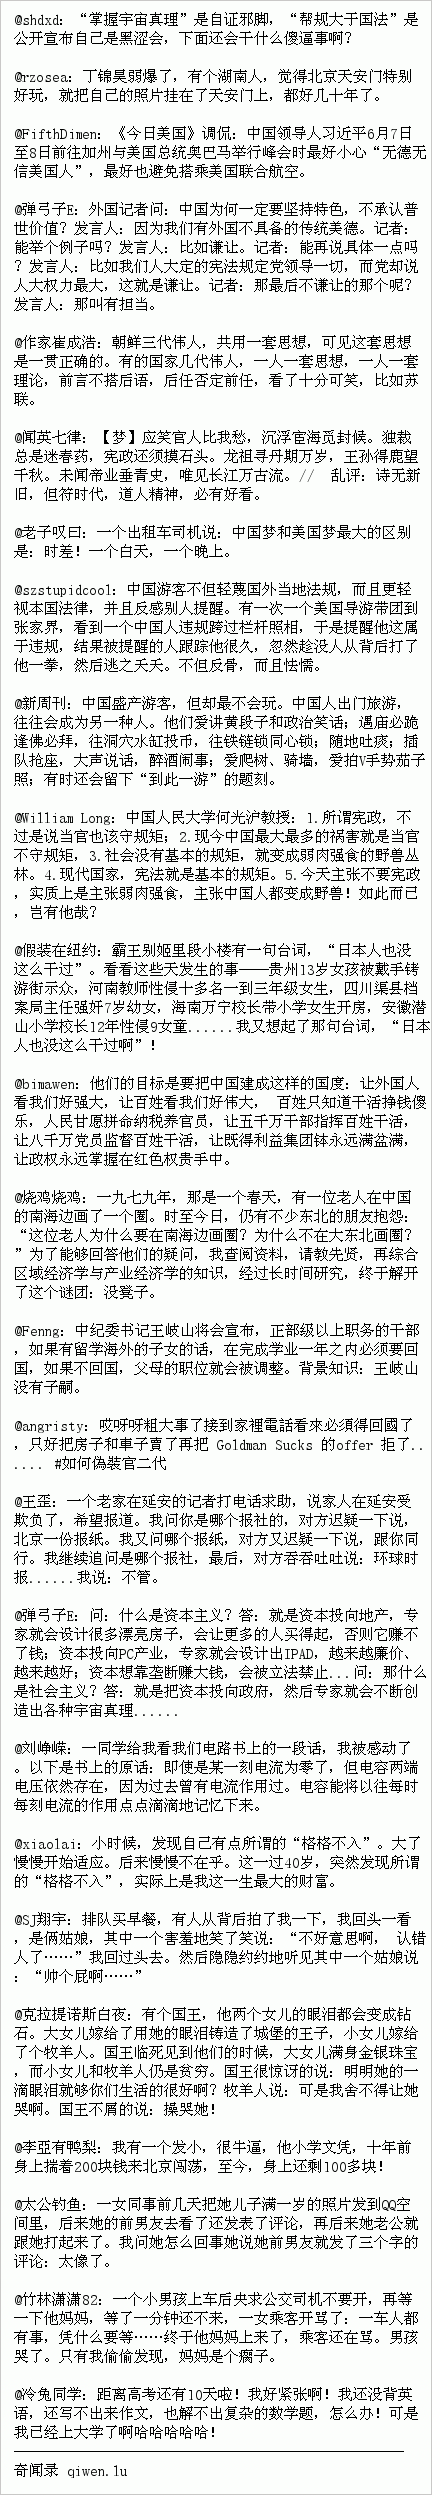 @shdxd: “掌握宇宙真理”是自证邪脚，“帮规大于国法”是
公开宣布自己是黑涩会，下面还会干什么傻逼事啊？
@rzosea: 丁锦昊弱爆了，有个湖南人，觉得北京天安门特别
好玩，就把自己的照片挂在了天安门上，都好几十年了。
@FifthDimen: 《今日美国》调侃: 中国领导人习近平6月7日
至8日前往加州与美国总统奥巴马举行峰会时最好小心“无德无
信美国人”，最好也避免搭乘美国联合航空。
@弹弓子E: 外国记者问: 中国为何一定要坚持特色，不承认普
世价值？发言人: 因为我们有外国不具备的传统美德。记者:
能举个例子吗？发言人: 比如谦让。记者: 能再说具体一点吗
？发言人: 比如我们人大定的宪法规定党领导一切，而党却说
人大权力最大，这就是谦让。记者: 那最后不谦让的那个呢？
发言人: 那叫有担当。
@作家崔成浩: 朝鲜三代伟人，共用一套思想，可见这套思想
是一贯正确的。有的国家几代伟人，一人一套思想，一人一套
理论，前言不搭后语，后任否定前任，看了十分可笑，比如苏
联。
@闻英七律: 【梦】应笑官人比我愁，沉浮宦海觅封候。独裁
总是迷春药，宪政还须摸石头。龙祖寻丹期万岁，王孙得鹿望
千秋。未闻帝业垂青史，唯见长江万古流。// 乱评: 诗无新
旧，但符时代，道人精神，必有好看。
@老子叹曰: 一个出租车司机说: 中国梦和美国梦最大的区别
是: 时差！一个白天，一个晚上。
@szstupidcool: 中国游客不但轻蔑国外当地法规，而且更轻
视本国法律，并且反感别人提醒。有一次一个美国导游带团到
张家界，看到一个中国人违规跨过栏杆照相，于是提醒他这属
于违规，结果被提醒的人跟踪他很久，忽然趁没人从背后打了
他一拳，然后逃之夭夭。不但反骨，而且怯懦。
@新周刊: 中国盛产游客，但却最不会玩。中国人出门旅游，
往往会成为另一种人。他们爱讲黄段子和政治笑话; 遇庙必跪
逢佛必拜，往洞穴水缸投币，往铁链锁同心锁; 随地吐痰; 插
队抢座，大声说话，醉酒闹事; 爱爬树、骑墙，爱拍V手势茄子
照; 有时还会留下“到此一游”的题刻。
@William Long: 中国人民大学何光沪教授: 1.所谓宪政，不
过是说当官也该守规矩; 2.现今中国最大最多的祸害就是当官
不守规矩，3.社会没有基本的规矩，就变成弱肉强食的野兽丛
林。4.现代国家，宪法就是基本的规矩。5.今天主张不要宪政
，实质上是主张弱肉强食，主张中国人都变成野兽！如此而已
，岂有他哉？
@假装在纽约: 霸王别姬里段小楼有一句台词，“日本人也没
这么干过”。看看这些天发生的事——贵州13岁女孩被戴手铐
游街示众，河南教师性侵十多名一到三年级女生，四川渠县档
案局主任强奸7岁幼女，海南万宁校长带小学女生开房，安徽潜
山小学校长12年性侵9女童......我又想起了那句台词，“日本
人也没这么干过啊”！
@bimawen: 他们的目标是要把中国建成这样的国度: 让外国人
看我们好强大，让百姓看我们好伟大， 百姓只知道干活挣钱傻
乐，人民甘愿拼命纳税养官员，让五千万干部指挥百姓干活，
让八千万党员监督百姓干活，让既得利益集团钵永远满盆满，
让政权永远掌握在红色权贵手中。
@烧鸡烧鸡: 一九七九年，那是一个春天，有一位老人在中国
的南海边画了一个圈。时至今日，仍有不少东北的朋友抱怨:
“这位老人为什么要在南海边画圈？为什么不在大东北画圈？
”为了能够回答他们的疑问，我查阅资料，请教先贤，再综合
区域经济学与产业经济学的知识，经过长时间研究，终于解开
了这个谜团: 没凳子。
@Fenng: 中纪委书记王岐山将会宣布，正部级以上职务的干部
，如果有留学海外的子女的话，在完成学业一年之内必须要回
国，如果不回国，父母的职位就会被调整。背景知识: 王岐山
没有子嗣。
@angristy: 哎呀呀粗大事了接到家裡電話看來必須得回國了
，只好把房子和車子賣了再把 Goldman Sucks 的offer 拒了..
.... #如何偽裝官二代
@王歪: 一个老家在延安的记者打电话求助，说家人在延安受
欺负了，希望报道。我问你是哪个报社的，对方迟疑一下说，
北京一份报纸。我又问哪个报纸，对方又迟疑一下说，跟你同
行。我继续追问是哪个报社，最后，对方吞吞吐吐说: 环球时
报......我说: 不管。
@弹弓子E: 问: 什么是资本主义？答: 就是资本投向地产，专
家就会设计很多漂亮房子，会让更多的人买得起，否则它赚不
了钱; 资本投向PC产业，专家就会设计出IPAD，越来越廉价、
越来越好; 资本想靠垄断赚大钱，会被立法禁止...问: 那什么
是社会主义？答: 就是把资本投向政府，然后专家就会不断创
造出各种宇宙真理......
@刘峥嵘: 一同学给我看我们电路书上的一段话，我被感动了
。以下是书上的原话: 即使是某一刻电流为零了，但电容两端
电压依然存在，因为过去曾有电流作用过。电容能将以往每时
每刻电流的作用点点滴滴地记忆下来。
@xiaolai: 小时候，发现自己有点所谓的“格格不入”。大了
慢慢开始适应。后来慢慢不在乎。这一过40岁，突然发现所谓
的“格格不入”，实际上是我这一生最大的财富。
@SJ翔宇: 排队买早餐，有人从背后拍了我一下，我回头一看
，是俩姑娘，其中一个害羞地笑了笑说: “不好意思啊， 认错
人了……”我回过头去。然后隐隐约约地听见其中一个姑娘说
: “帅个屁啊……”
@克拉提诺斯白夜: 有个国王，他两个女儿的眼泪都会变成钻
石。大女儿嫁给了用她的眼泪铸造了城堡的王子，小女儿嫁给
了个牧羊人。国王临死见到他们的时候，大女儿满身金银珠宝
，而小女儿和牧羊人仍是贫穷。国王很惊讶的说: 明明她的一
滴眼泪就够你们生活的很好啊？牧羊人说: 可是我舍不得让她
哭啊。国王不屑的说: 操哭她！
@李亞有鸭梨: 我有一个发小，很牛逼，他小学文凭，十年前
身上揣着200块钱来北京闯荡，至今，身上还剩100多块！
@太公钓鱼: 一女同事前几天把她儿子满一岁的照片发到QQ空
间里，后来她的前男友去看了还发表了评论，再后来她老公就
跟她打起来了。我问她怎么回事她说她前男友就发了三个字的
评论: 太像了。
@竹林潇潇82: 一个小男孩上车后央求公交司机不要开，再等
一下他妈妈，等了一分钟还不来，一女乘客开骂了: 一车人都
有事，凭什么要等……终于他妈妈上来了，乘客还在骂。男孩
哭了。只有我偷偷发现，妈妈是个瘸子。
@冷兔同学: 距离高考还有10天啦！我好紧张啊！我还没背英
语，还写不出来作文，也解不出复杂的数学题，怎么办！可是
我已经上大学了啊哈哈哈哈哈！
奇闻录 qiwen.lu